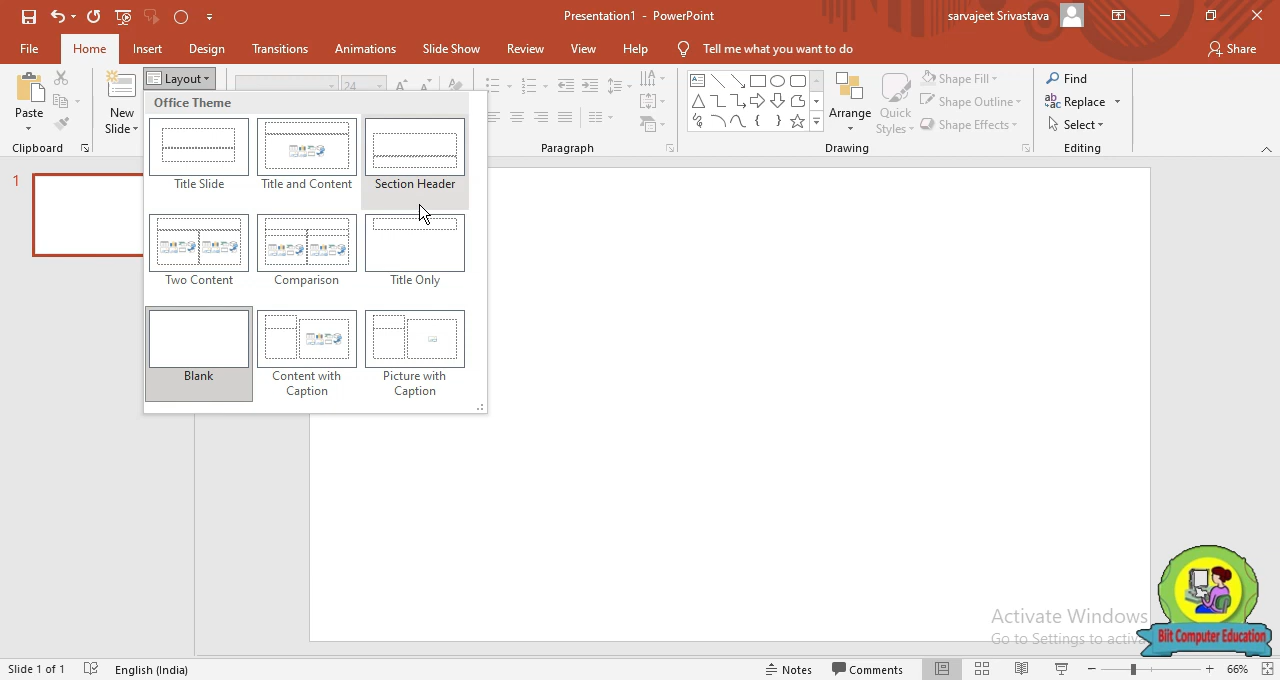 Presentation1 - PowerPoint
sarvajeet Srivastava
File Home Insert Design Transitions Animations Slide Show Review View Help Tell me what you want to do Share
Paste
Clipboard
New
Slide
Layout
24
Paragraph
Arrange
Quick
Styles
Shape Fill
Shape Outline
Shape Effects
Drawing
Find
Replace
Select
Editing
Office Theme
Title Slide
Title and Content
Section Header
Two Content
Comparison
Title Only
Blank
Content with
Caption
Picture with
Caption
1
Activate Windows
Go to Settings to activa
Biit Computer Education
Slide 1 of 1 English (India) Notes Comments 66%